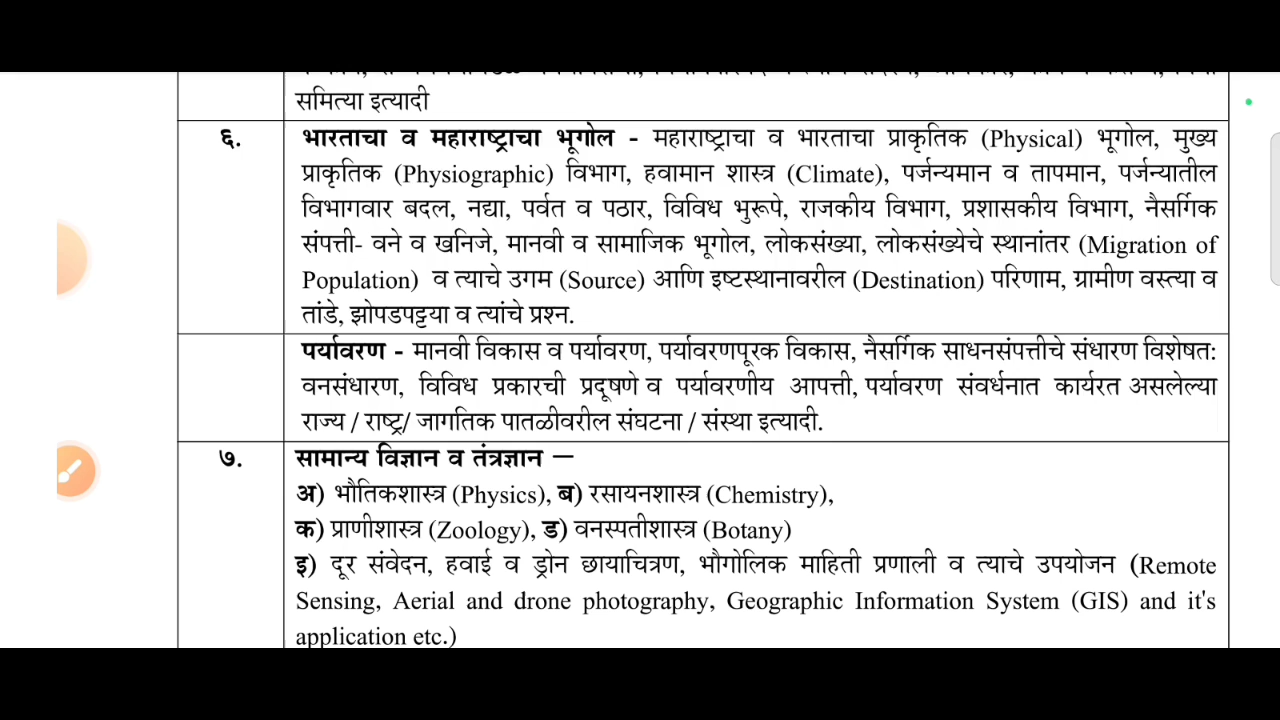 समित्या इत्यादी
६. भारताचा व महाराष्ट्राचा भूगोल - महाराष्ट्राचा व भारताचा प्राकृतिक (Physical) भूगोल, मुख्य
प्राकृतिक (Physiographic) विभाग, हवामान शास्त्र (Climate), पर्जन्यमान व तापमान, पर्जन्यातील
विभागवार बदल, नद्या, पर्वत व पठार, विविध भुरूपे, राजकीय विभाग, प्रशासकीय विभाग, नैसर्गिक
संपत्ती- वने व खनिजे, मानवी व सामाजिक भूगोल, लोकसंख्या, लोकसंख्येचे स्थानांतर (Migration of
Population) व त्याचे उगम (Source) आणि इष्टस्थानावरील (Destination) परिणाम, ग्रामीण वस्त्या व
तांडे, झोपडपट्टया व त्यांचे प्रश्न.
पर्यावरण - मानवी विकास व पर्यावरण, पर्यावरणपूरक विकास, नैसर्गिक साधनसंपत्तीचे संधारण विशेषत:
वनसंधारण, विविध प्रकारची प्रदूषणे व पर्यावरणीय आपत्ती, पर्यावरण संवर्धनात कार्यरत असलेल्या
राज्य / राष्ट्र/ जागतिक पातळीवरील संघटना / संस्था इत्यादी.
७. सामान्य विज्ञान व तंत्रज्ञान –
अ) भौतिकशास्त्र (Physics), ब) रसायनशास्त्र (Chemistry),
क) प्राणीशास्त्र (Zoology), ड) वनस्पतीशास्त्र (Botany)
इ) दूर संवेदन, हवाई व ड्रोन छायाचित्रण, भौगोलिक माहिती प्रणाली व त्याचे उपयोजन (Remote
Sensing, Aerial and drone photography, Geographic Information System (GIS) and it's
application etc.)